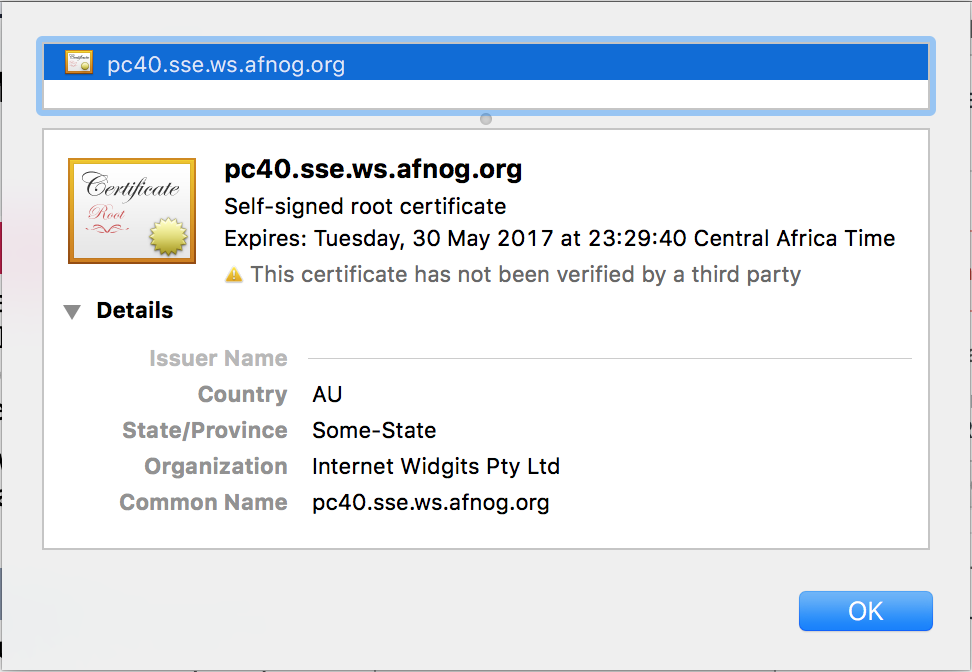 pc40.sse.ws.afnog.org
Certificate
Root
pc40.sse.ws.afnog.org
Self-signed root certificate
Expires: Tuesday, 30 May 2017 at 23:29:40 Central Africa Time
This certificate has not been verified by a third party
Details
Issuer Name
Country AU
State/Province Some-State
Organization Internet Widgits Pty Ltd
Common Name pc40.sse.ws.afnog.org
OK